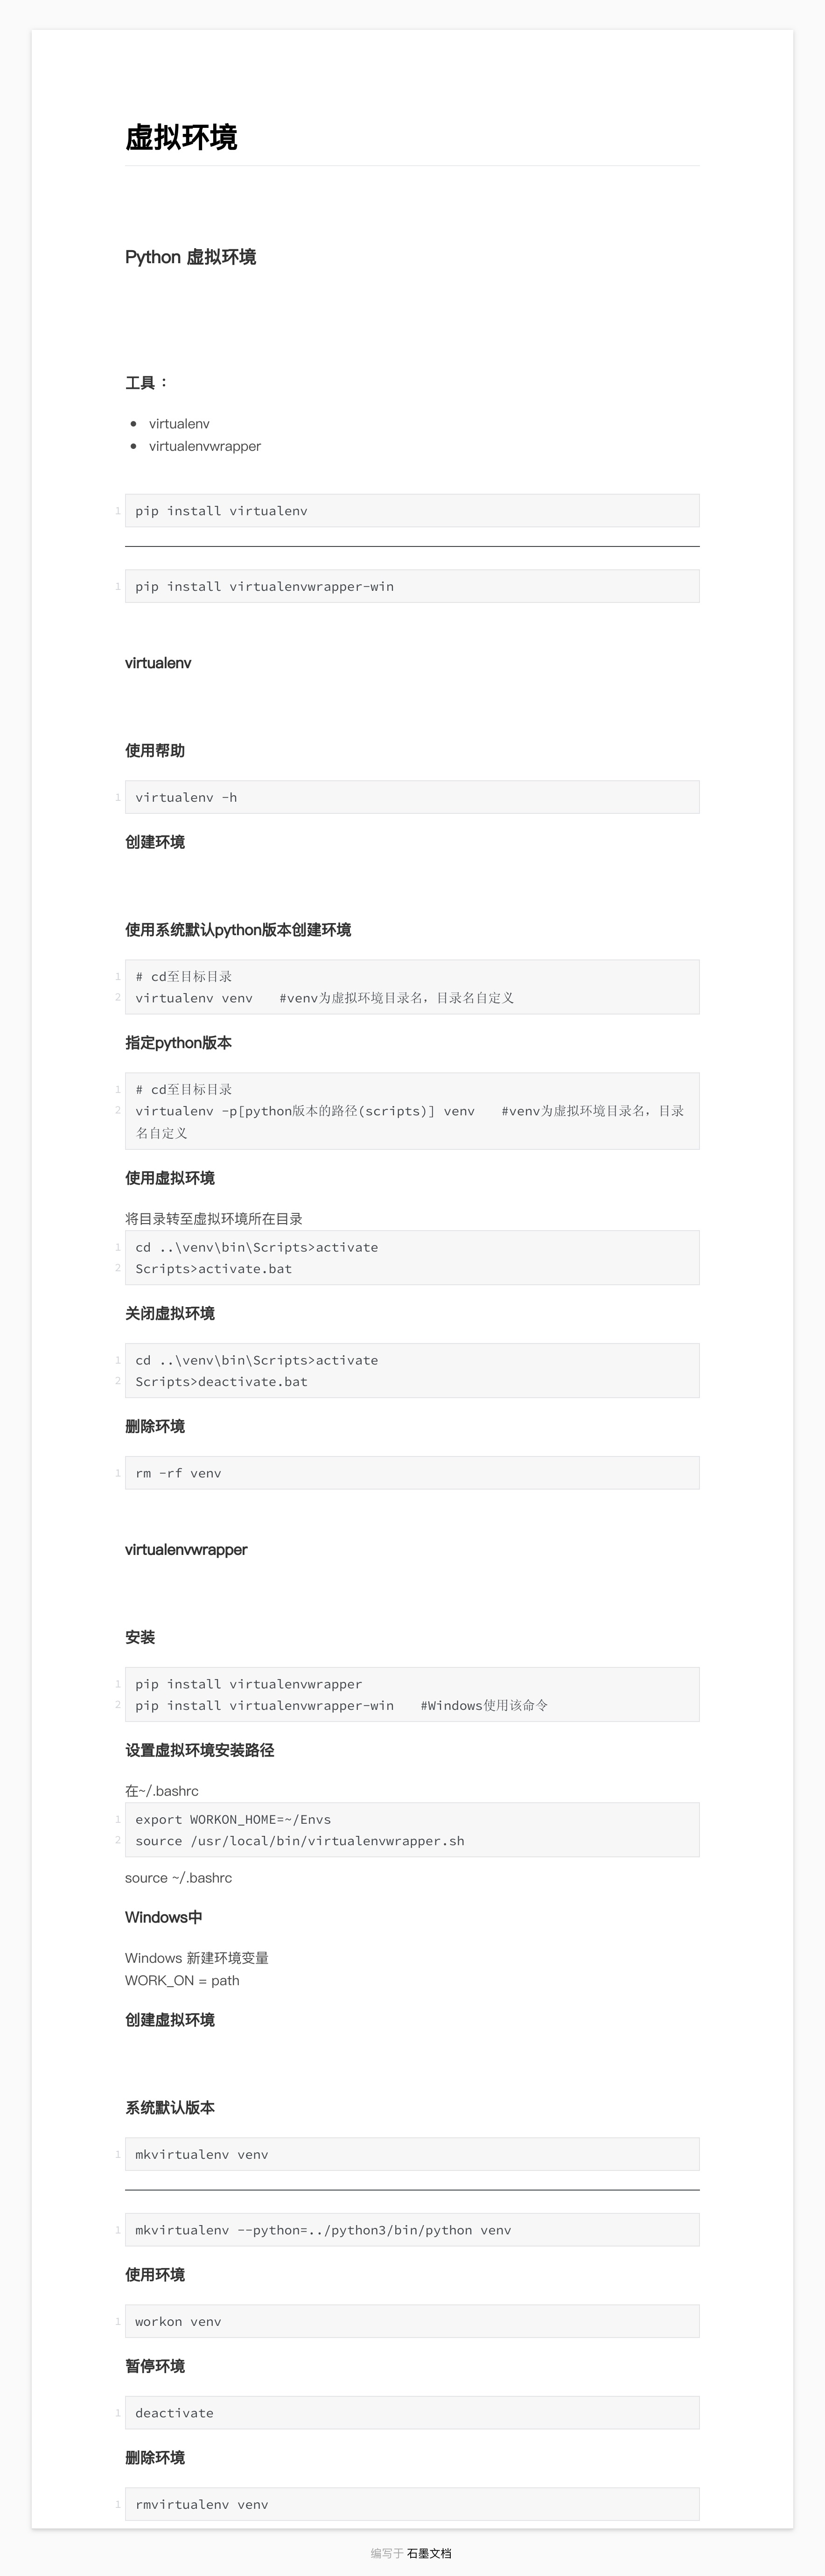 虚拟环境
Python 虚拟环境
工具：
virtualenv
virtualenvwrapper
1 pip install virtualenv
1 pip install virtualenvwrapper-win
virtualenv
使用帮助
1 virtualenv -h
创建环境
使用系统默认python版本创建环境
1 # cd至目标目录
2 virtualenv venv #venv为虚拟环境目录名，目录名自定义
指定python版本
1 # cd至目标目录
2 virtualenv -p[python版本的路径(scripts)] venv #venv为虚拟环境目录名，目录
名自定义
使用虚拟环境
将目录转至虚拟环境所在目录
1 cd ..\venv\bin\Scripts>activate
2 Scripts>activate.bat
关闭虚拟环境
1 cd ..\venv\bin\Scripts>activate
2 Scripts>deactivate.bat
删除环境
1 rm -rf venv
virtualenvwrapper
安装
1 pip install virtualenvwrapper
2 pip install virtualenvwrapper-win #Windows使用该命令
设置虚拟环境安装路径
在~/.bashrc
1 export WORKON_HOME=~/Envs
2 source /usr/local/bin/virtualenvwrapper.sh
source ~/.bashrc
Windows中
Windows 新建环境变量
WORK_ON = path
创建虚拟环境
系统默认版本
1 mkvirtualenv venv
1 mkvirtualenv --python=../python3/bin/python venv
使用环境
1 workon venv
暂停环境
1 deactivate
删除环境
1 rmvirtualenv venv
编写于 石墨文档